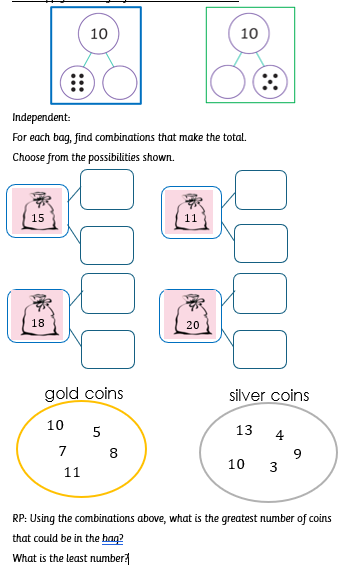 10
10
Independent:
For each bag, find combinations that make the total.
Choose from the possibilities shown.
15
11
18
20
gold coins
silver coins
10
5
7
8
11
13
4
9
10
3
RP: Using the combinations above, what is the greatest number of coins
that could be in the bag?
What is the least number?